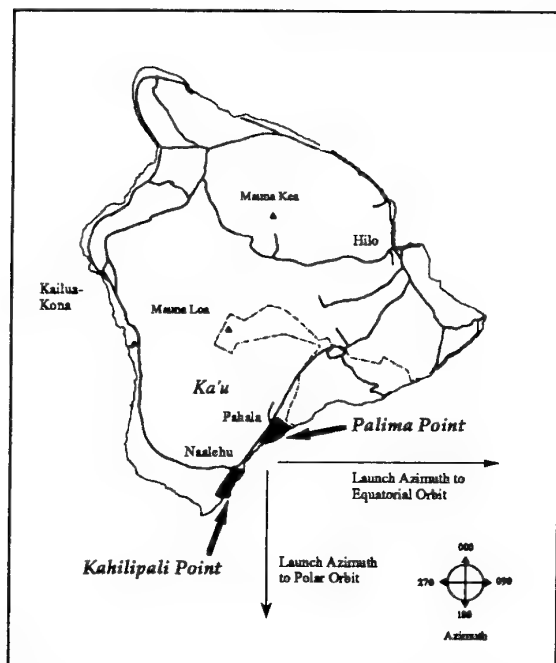 Mauna Kea
Hilo
Kailua-
Kona
Mauna Loa
Ka'u
Pahala
Palima Point
Naalehu
Launch Azimuth to
Equatorial Orbit
Launch Azimuth
to Polar Orbit
Kahilipali Point
000
270
090
180
Azimuth